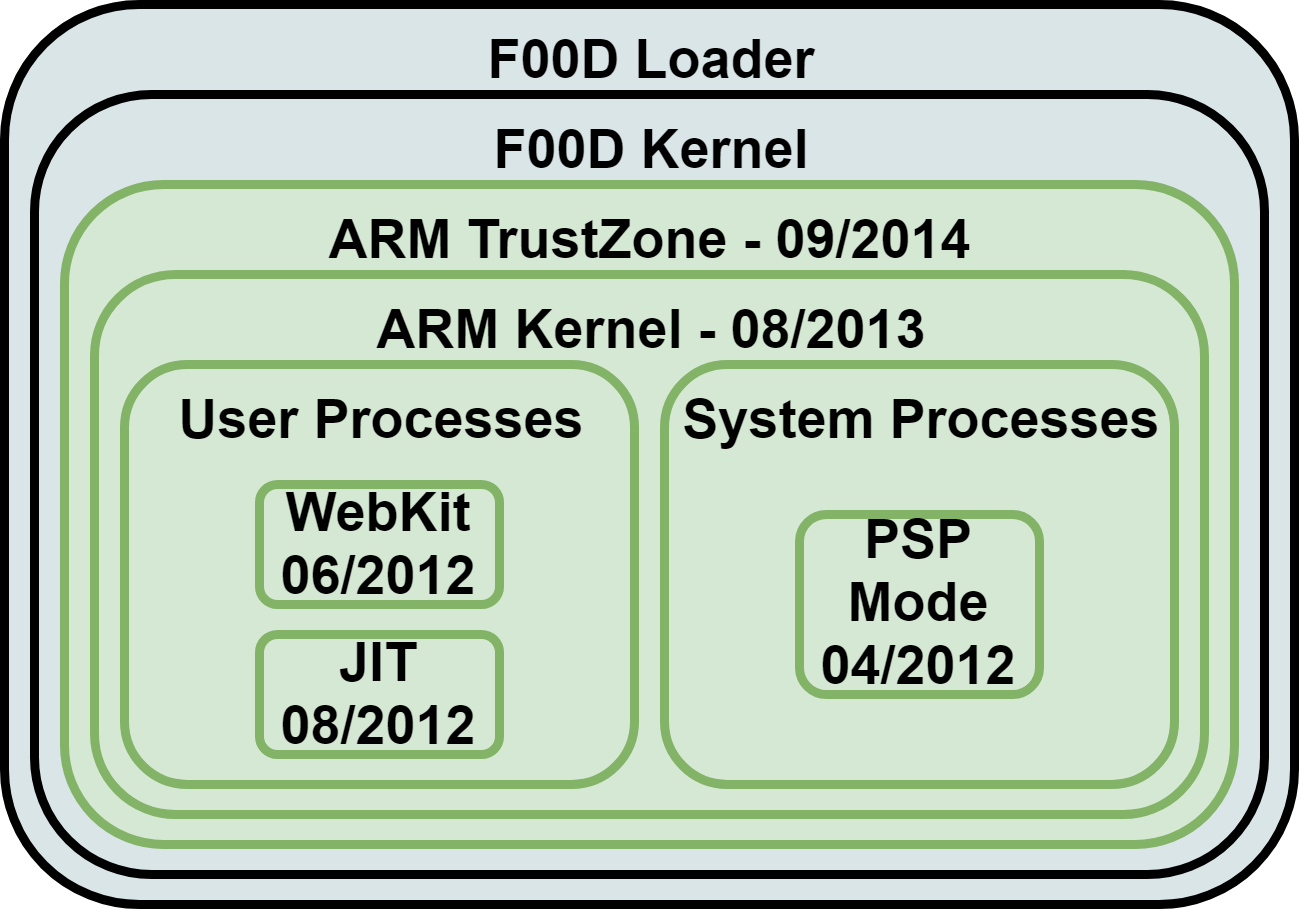 F00D Loader
F00D Kernel
ARM TrustZone - 09/2014
ARM Kernel - 08/2013
User Processes
WebKit
06/2012
JIT
08/2012
System Processes
PSP
Mode
04/2012